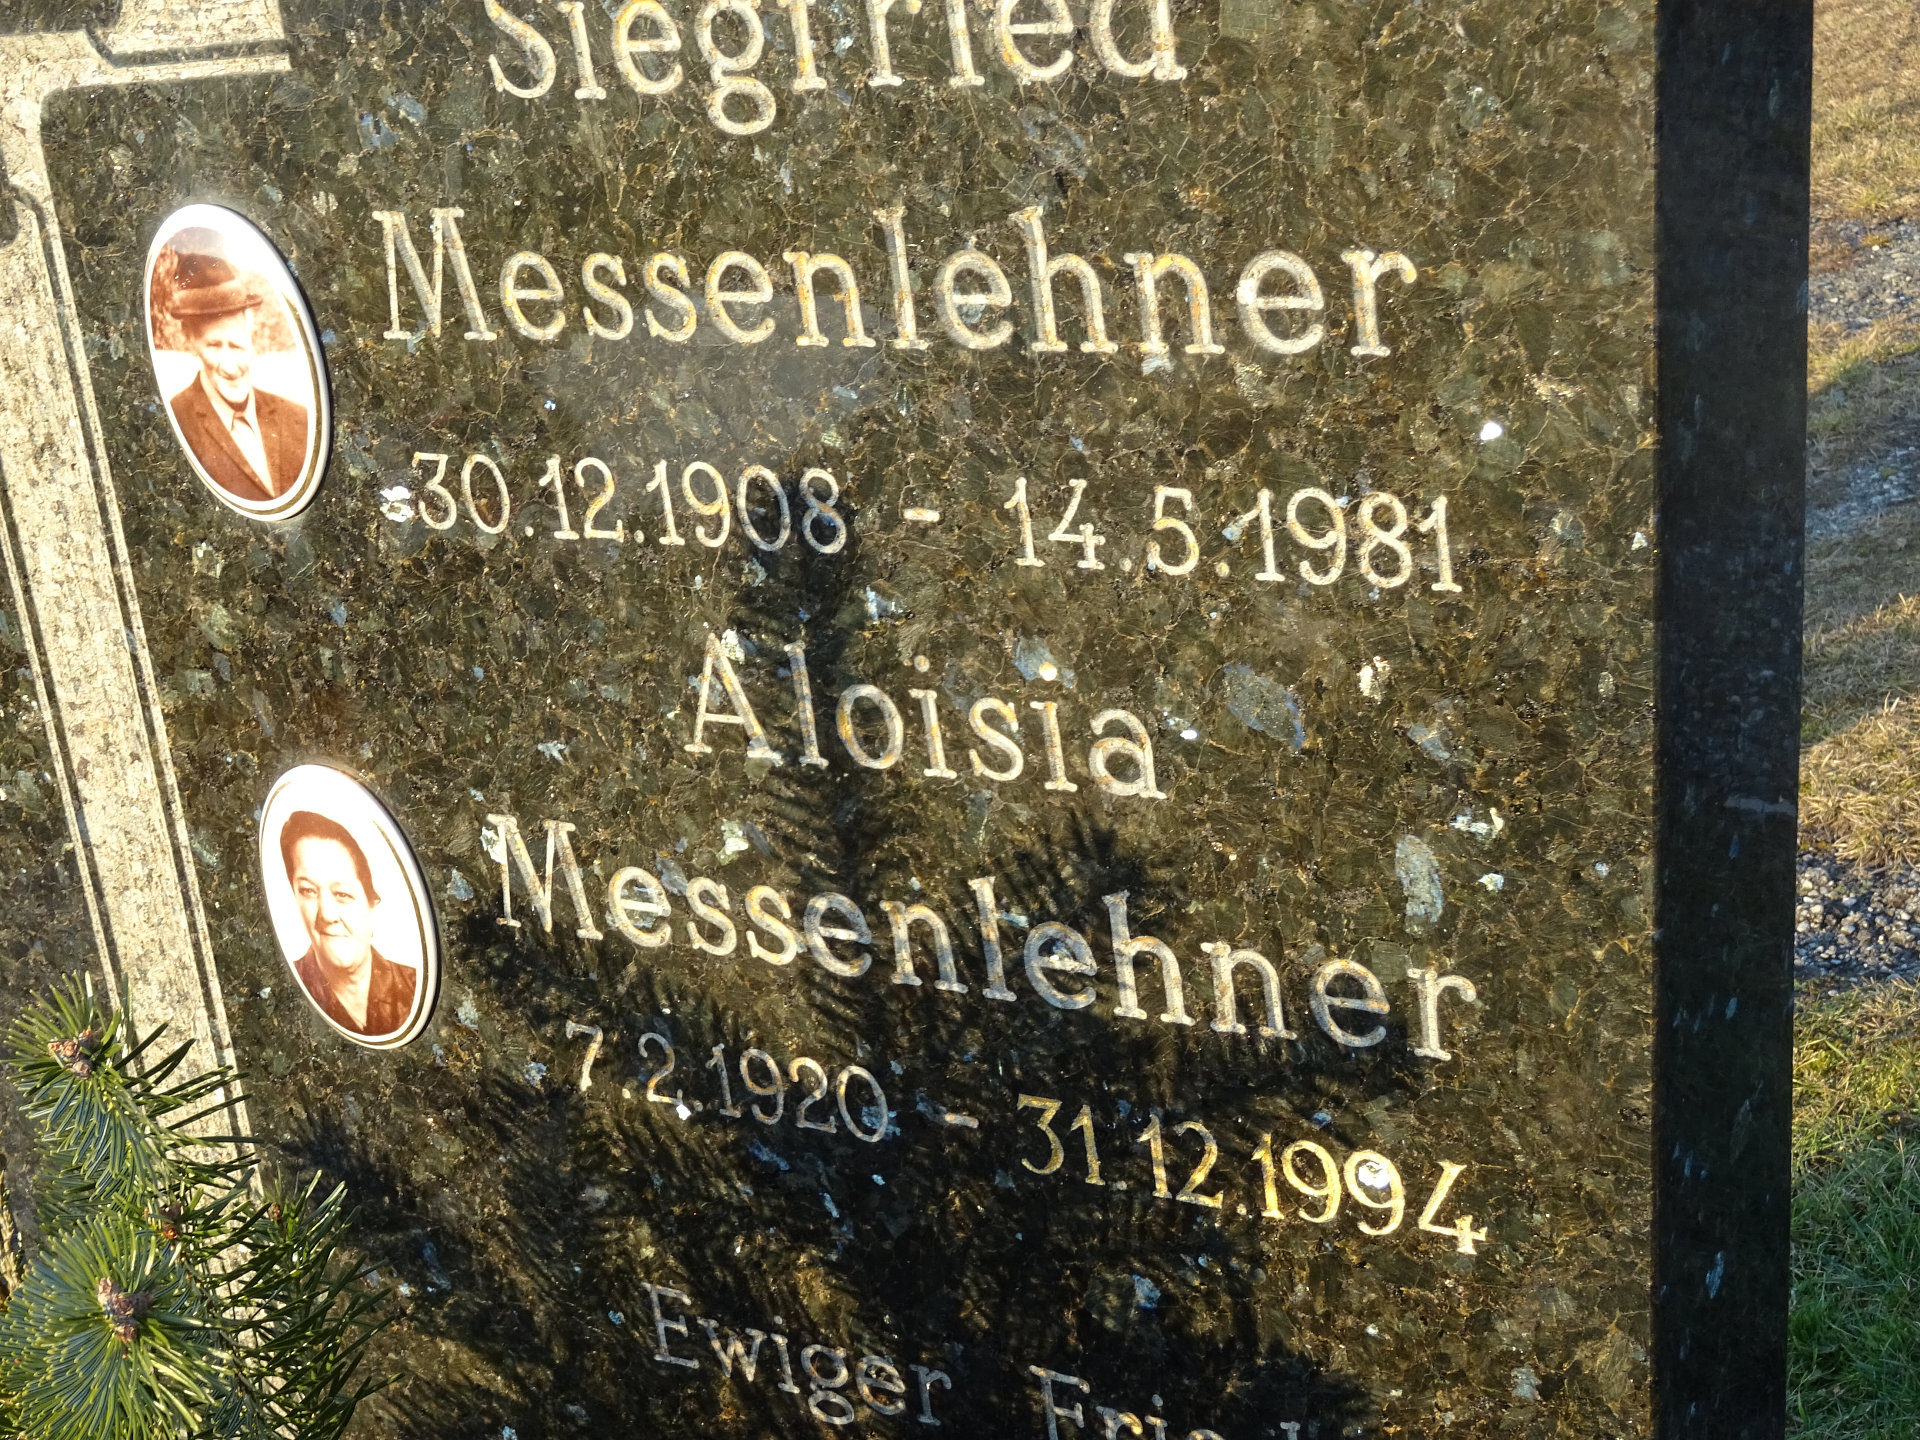 Siegfried
Messenlehner
30.12.1908 - 14.5.1981
Aloisia
Messenlehner
7.2.1920 - 31.12.1994
Ewiger